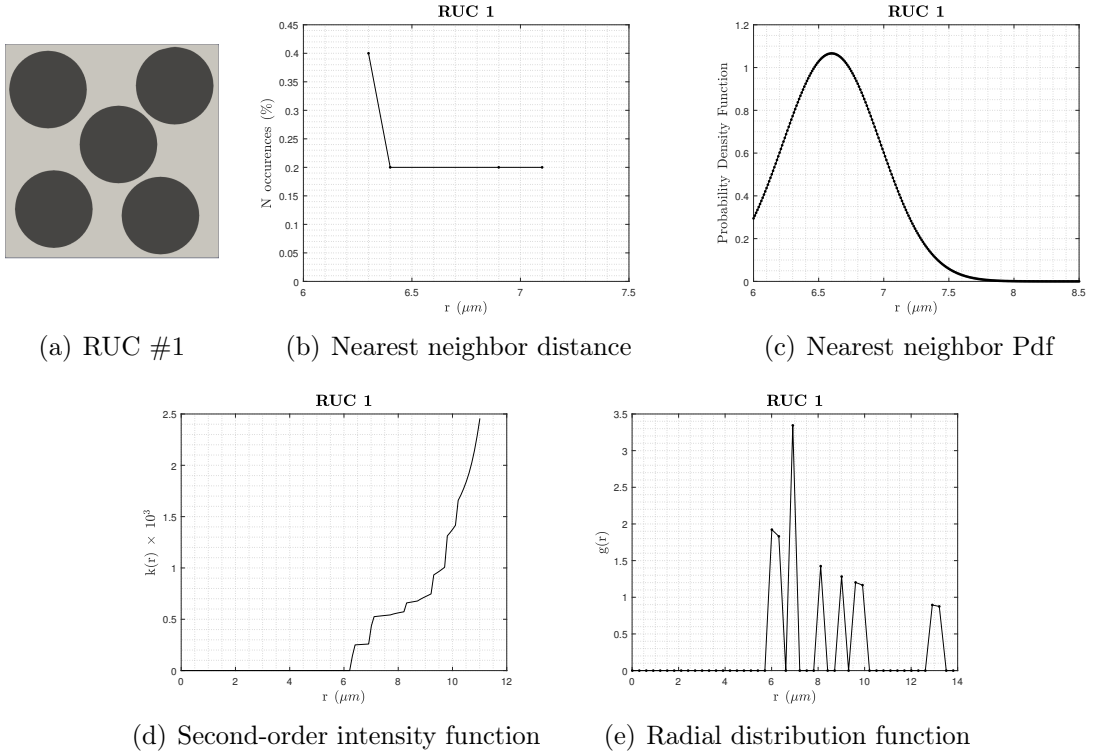 RUC 1
0.45
0.4
0.35
0.3
0.25
0.2
0.15
0.1
0.05
0
N occurences (%)
6 6.5 7 7.5
r (μm)
RUC 1
1.2
1
0.8
0.6
0.4
0.2
0
Probability Density Function
6 6.5 7 7.5 8 8.5
r (μm)
(a) RUC #1
(b) Nearest neighbor distance
(c) Nearest neighbor Pdf
RUC 1
2.5
2
1.5
1
0.5
0
k(r) × 10³
0 2 4 6 8 10 12
r (μm)
RUC 1
3.5
3
2.5
2
1.5
1
0.5
0
g(r)
0 2 4 6 8 10 12 14
r (μm)
(d) Second-order intensity function
(e) Radial distribution function